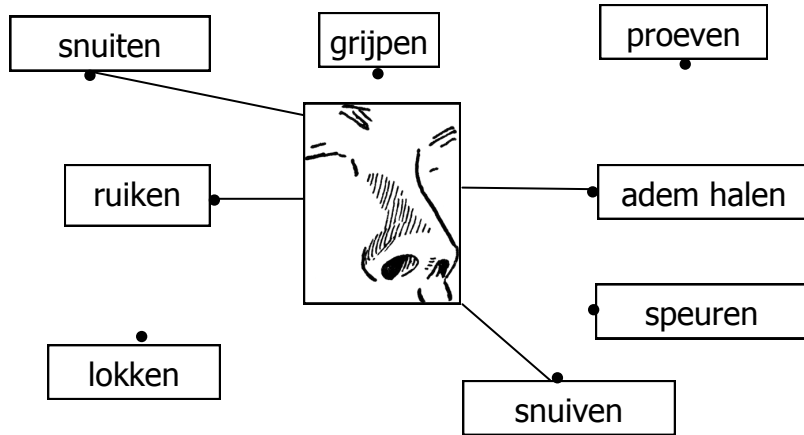 snuiten
grijpen
proeven
ruiken
adem halen
speuren
lokken
snuiven